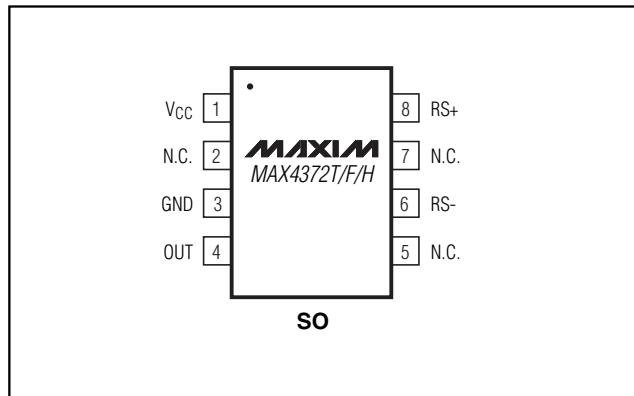 VCC 1
N.C. 2
GND 3
OUT 4
MAXIM
MAX4372T/F/H
8 RS+
7 N.C.
6 RS-
5 N.C.
SO